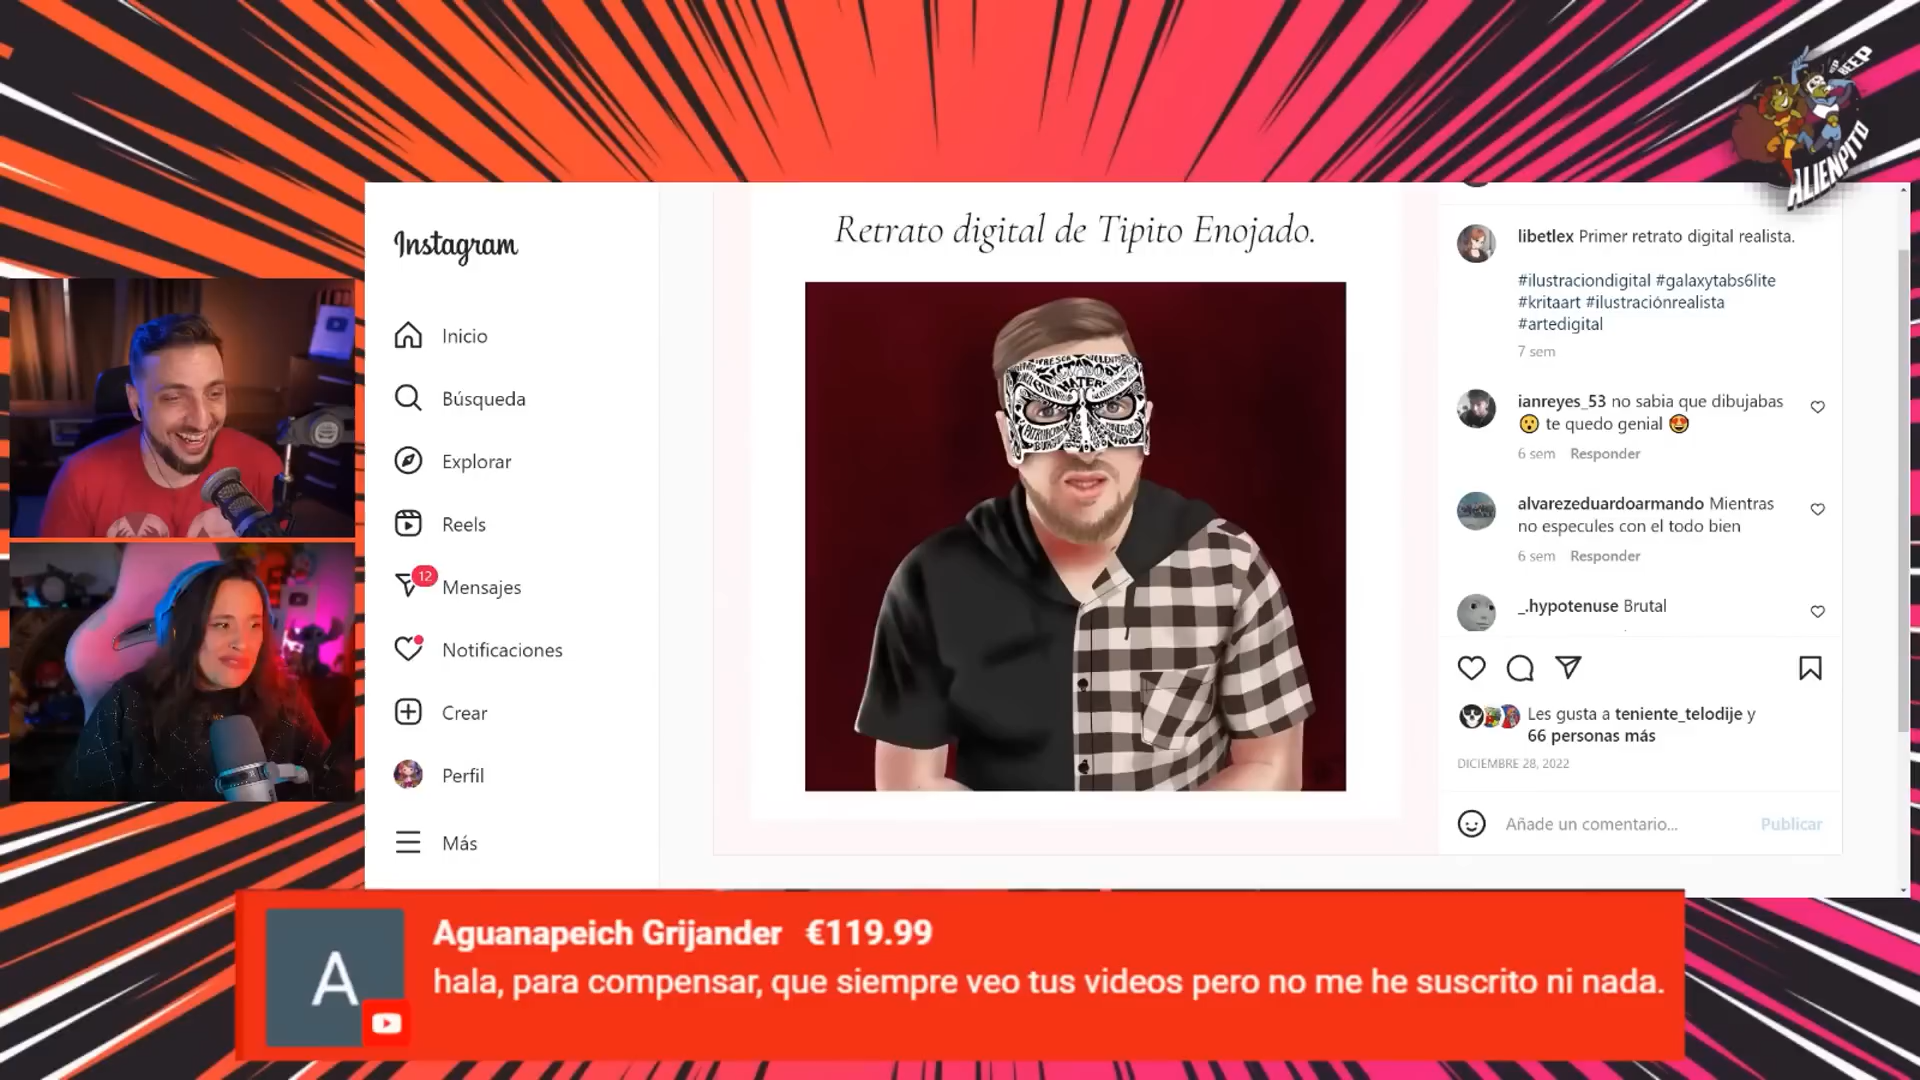 BEEP BEEP
ALIENPITO
Instagram
Inicio
Búsqueda
Explorar
Reels
12
Mensajes
Notificaciones
Crear
Perfil
Más
Retrato digital de Tipito Enojado.
HATER
libetlex Primer retrato digital realista.
#ilustraciondigital #galaxytabs6lite
#kritaart #ilustraciónrealista
#artedigital
7 sem
ianreyes_53 no sabia que dibujabas
😮 te quedo genial 😍
6 sem Responder
alvarezeduardoarmando Mientras
no especules con el todo bien
6 sem Responder
_.hypotenuse Brutal
Les gusta a teniente_telodije y
66 personas más
DICIEMBRE 28, 2022
Añade un comentario...
Publicar
A
Aguanapeich Grijander €119.99
hala, para compensar, que siempre veo tus videos pero no me he suscrito ni nada.